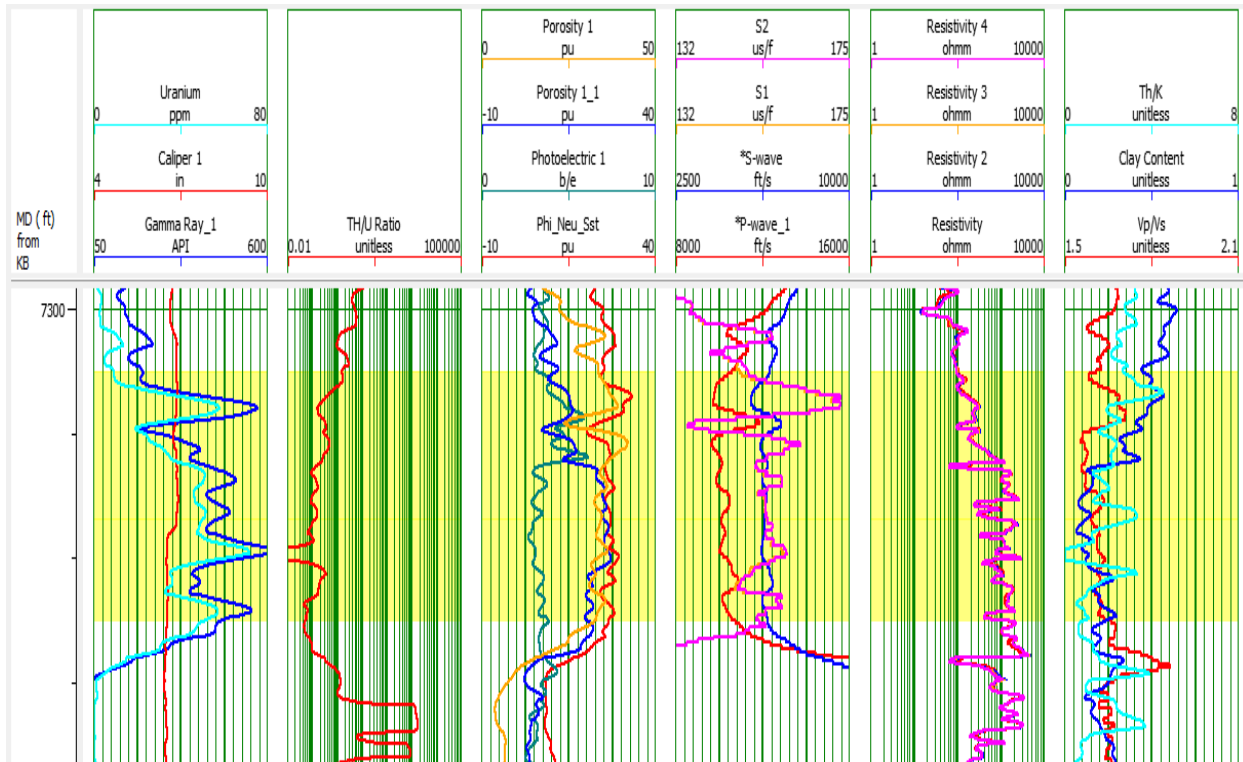 Porosity 1 S2 Resistivity 4
0 pu 50 132 us/f 175 1 ohmm 10000
Uranium Porosity 1_1 S1 Resistivity 3 Th/K
0 ppm 80 -10 pu 40 132 us/f 175 1 ohmm 10000 0 unitless 8
Caliper 1 Photoelectric 1 *S-wave Resistivity 2 Clay Content
4 in 10 0 b/e 10 2500 ft/s 10000 1 ohmm 10000 0 unitless 1
MD ( ft) Gamma Ray_1 TH/U Ratio Phi_Neu_Sst *P-wave_1 Resistivity Vp/Vs
from 50 API 600 0.01 unitless 100000 -10 pu 40 8000 ft/s 16000 1 ohmm 10000 1.5 unitless 2.1
KB
7300